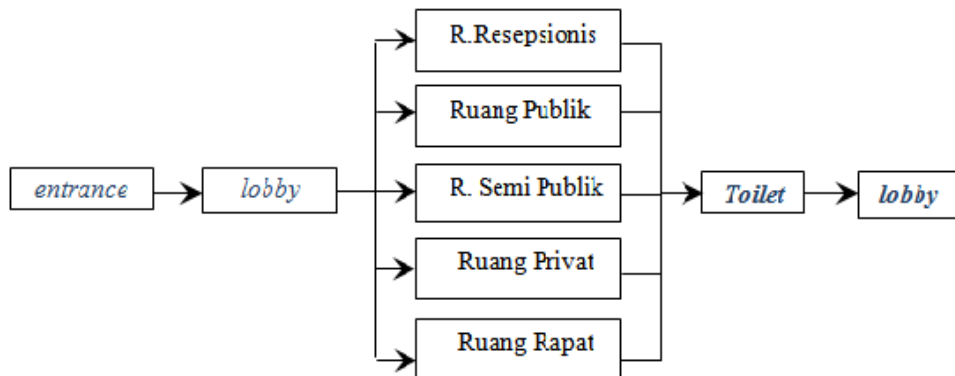 entrance
lobby
R.Resepsionis
Ruang Publik
R. Semi Publik
Ruang Privat
Ruang Rapat
Toilet
lobby